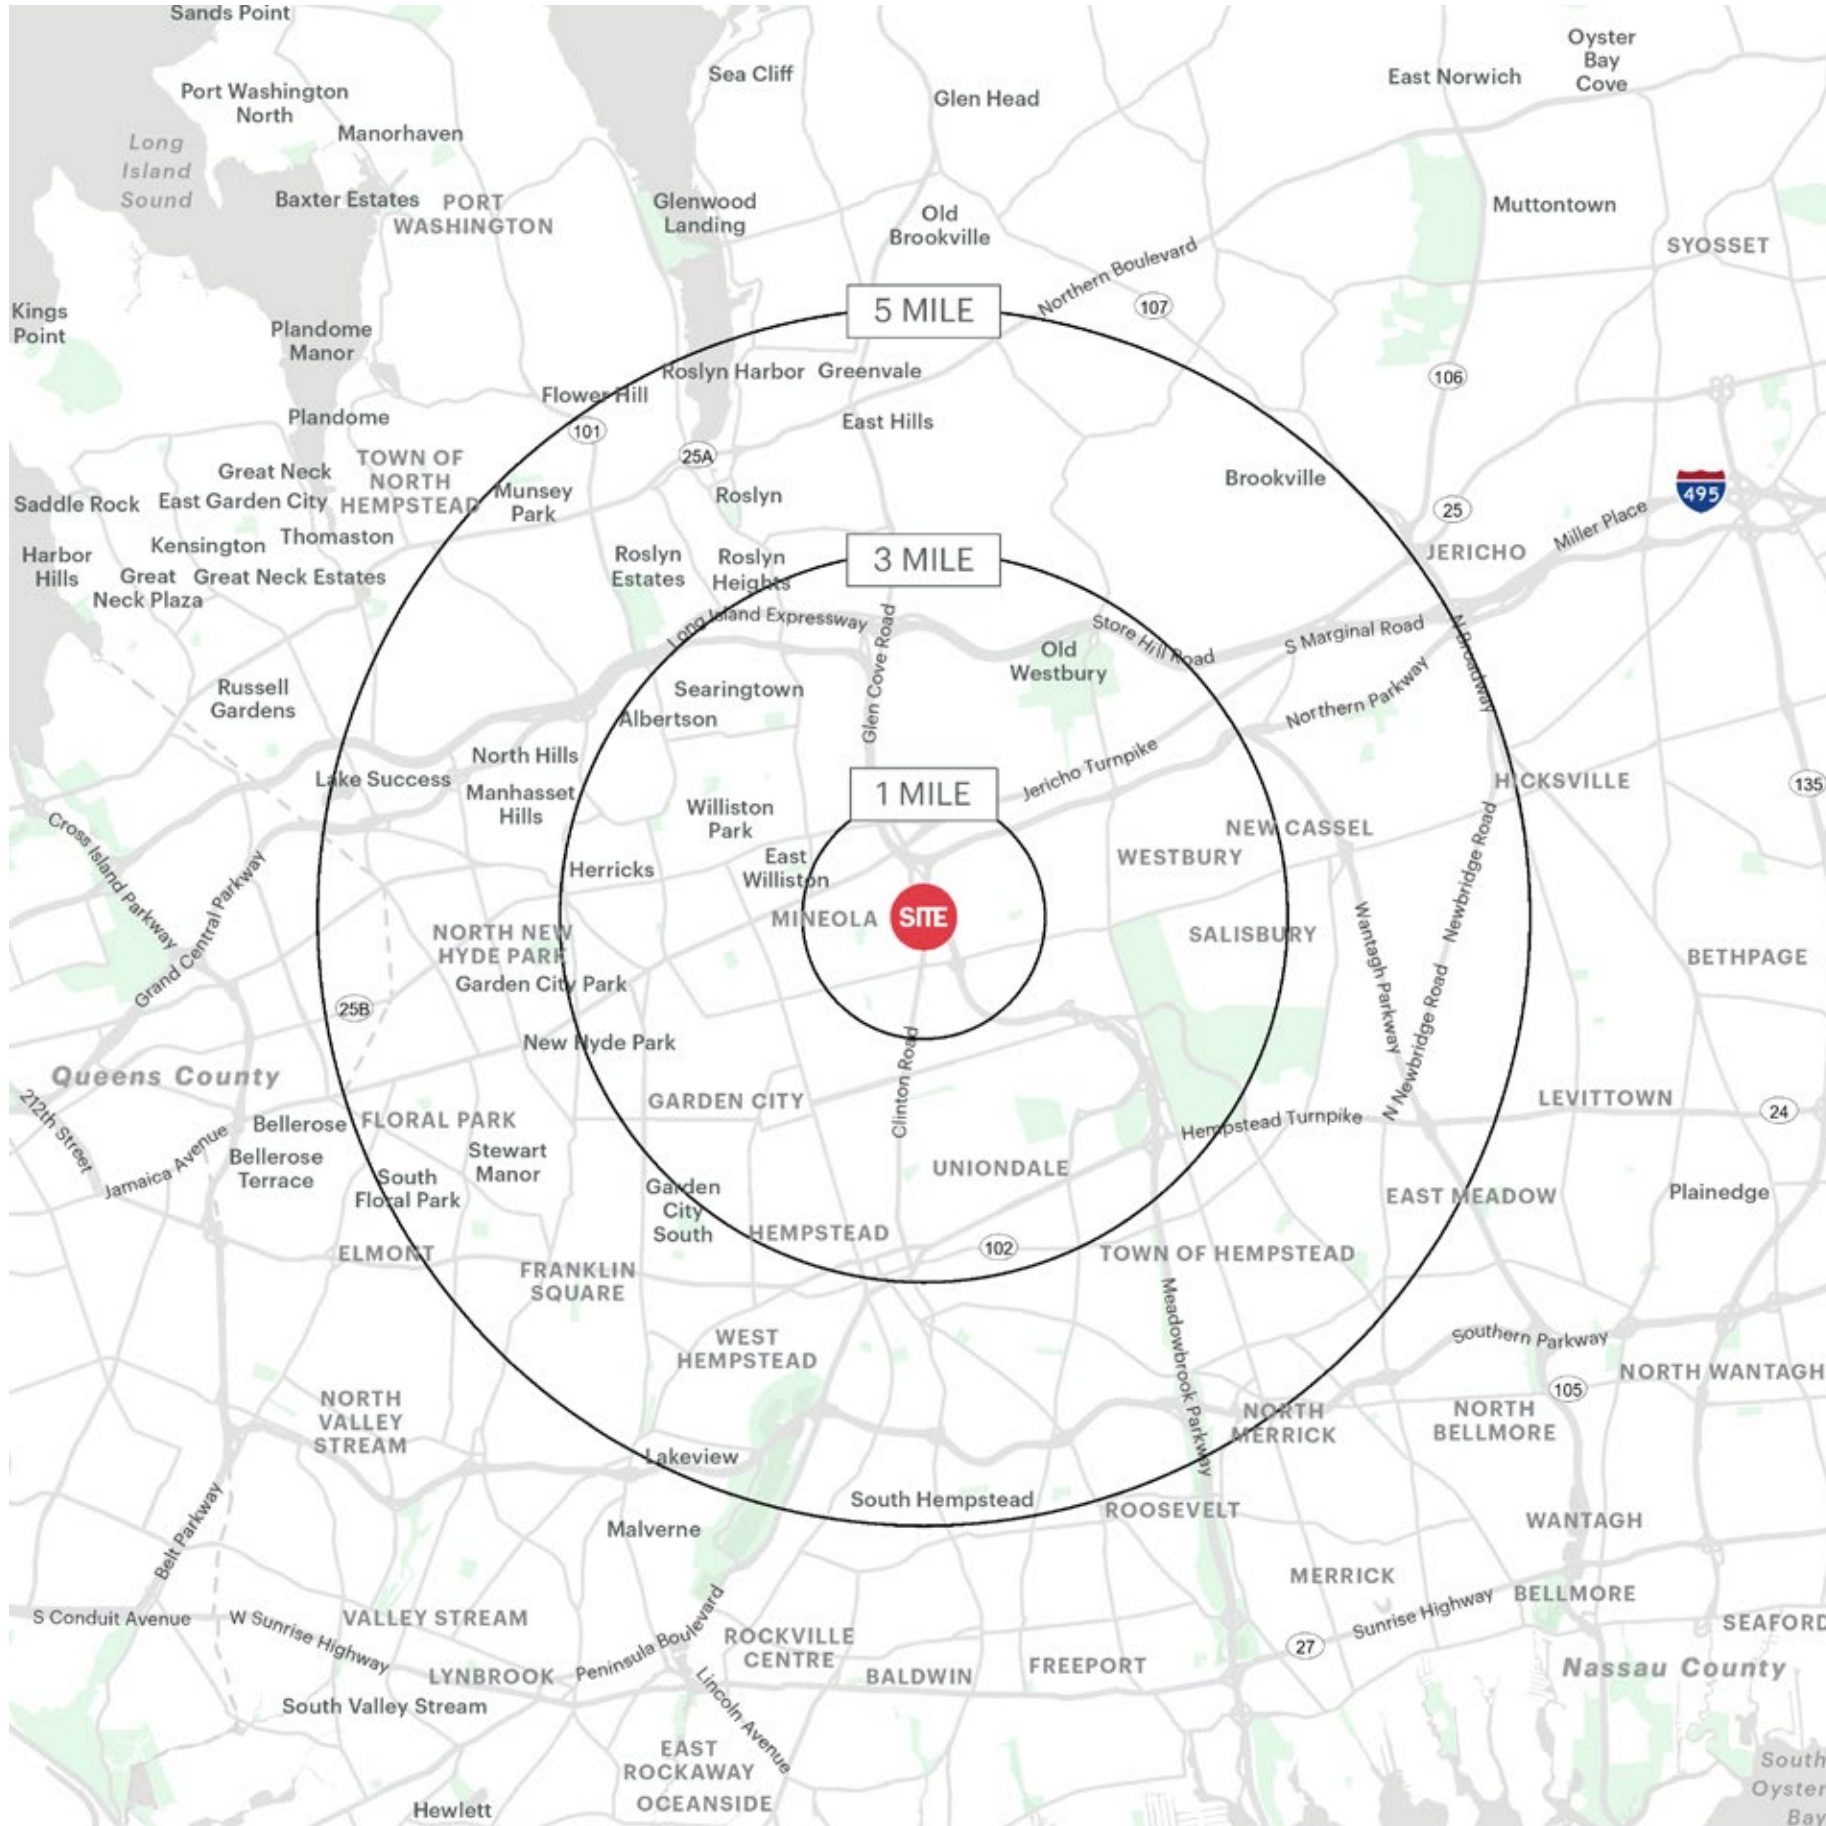 Sands Point
Sea Cliff
Oyster
Bay
Cove
East Norwich
Port Washington
North
Glen Head
Manorhaven
Long
Island
Sound
Baxter Estates
PORT
WASHINGTON
Glenwood
Landing
Old
Brookville
Muttontown
SYOSSET
Northern Boulevard
107
Kings
Point
5 MILE
Plandome
Manor
Roslyn Harbor
Greenvale
106
Flower Hill
Plandome
101
East Hills
25A
TOWN OF
NORTH
HEMPSTEAD
Great Neck
Brookville
495
Saddle Rock
East Garden City
Munsey
Park
Roslyn
25
Miller Place
Thomaston
Kensington
Harbor
Hills
Roslyn
Estates
Roslyn
Heights
3 MILE
JERICHO
Great
Neck Plaza
Great Neck Estates
Long Island Expressway
Glen Cove Road
Store Hill Road
S Marginal Road
N Broadway
Old
Westbury
Russell
Gardens
Searingtown
Albertson
Northern Parkway
North Hills
Jericho Turnpike
Lake Success
Manhasset
Hills
1 MILE
HICKSVILLE
135
Williston
Park
Cross Island Parkway
NEW CASSEL
WESTBURY
Newbridge Road
East
Williston
Herricks
Grand Central Parkway
MINEOLA
SITE
Wantagh Parkway
NORTH NEW
HYDE PARK
SALISBURY
BETHPAGE
Garden City Park
25B
N Newbridge Road
New Hyde Park
Queens County
Clinton Road
212th Street
GARDEN CITY
LEVITTOWN
24
Bellerose
FLORAL PARK
Hempstead Turnpike
Jamaica Avenue
Bellerose
Terrace
Stewart
Manor
UNIONDALE
South
Floral Park
Garden
City
South
EAST MEADOW
Plainedge
HEMPSTEAD
102
ELMONT
TOWN OF HEMPSTEAD
FRANKLIN
SQUARE
Meadowbrook Parkway
WEST
HEMPSTEAD
Southern Parkway
NORTH WANTAGH
105
NORTH
VALLEY
STREAM
NORTH
MERRICK
NORTH
BELLMORE
Lakeview
South Hempstead
ROOSEVELT
Belt Parkway
Malverne
WANTAGH
MERRICK
BELLMORE
S Conduit Avenue
W Sunrise Highway
VALLEY STREAM
Peninsula Boulevard
Sunrise Highway
SEAFORD
ROCKVILLE
CENTRE
27
LYNBROOK
BALDWIN
FREEPORT
Nassau County
South Valley Stream
Lincoln Avenue
EAST
ROCKAWAY
South
Oyster
Bay
OCEANSIDE
Hewlett